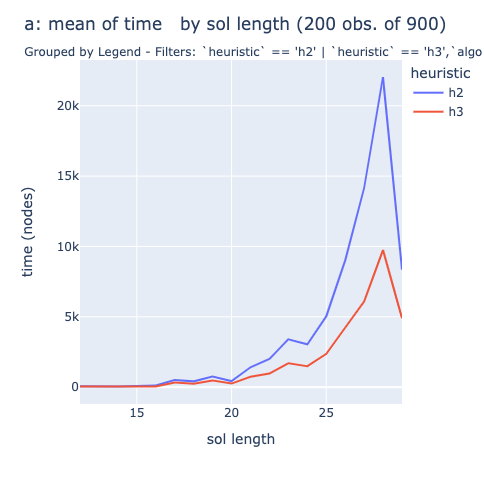 a: mean of time by sol length (200 obs. of 900)
Grouped by Legend - Filters: `heuristic` == 'h2' | `heuristic` == 'h3',`algo
heuristic
h2
h3
20k
15k
10k
5k
0
time (nodes)
15
20
25
sol length